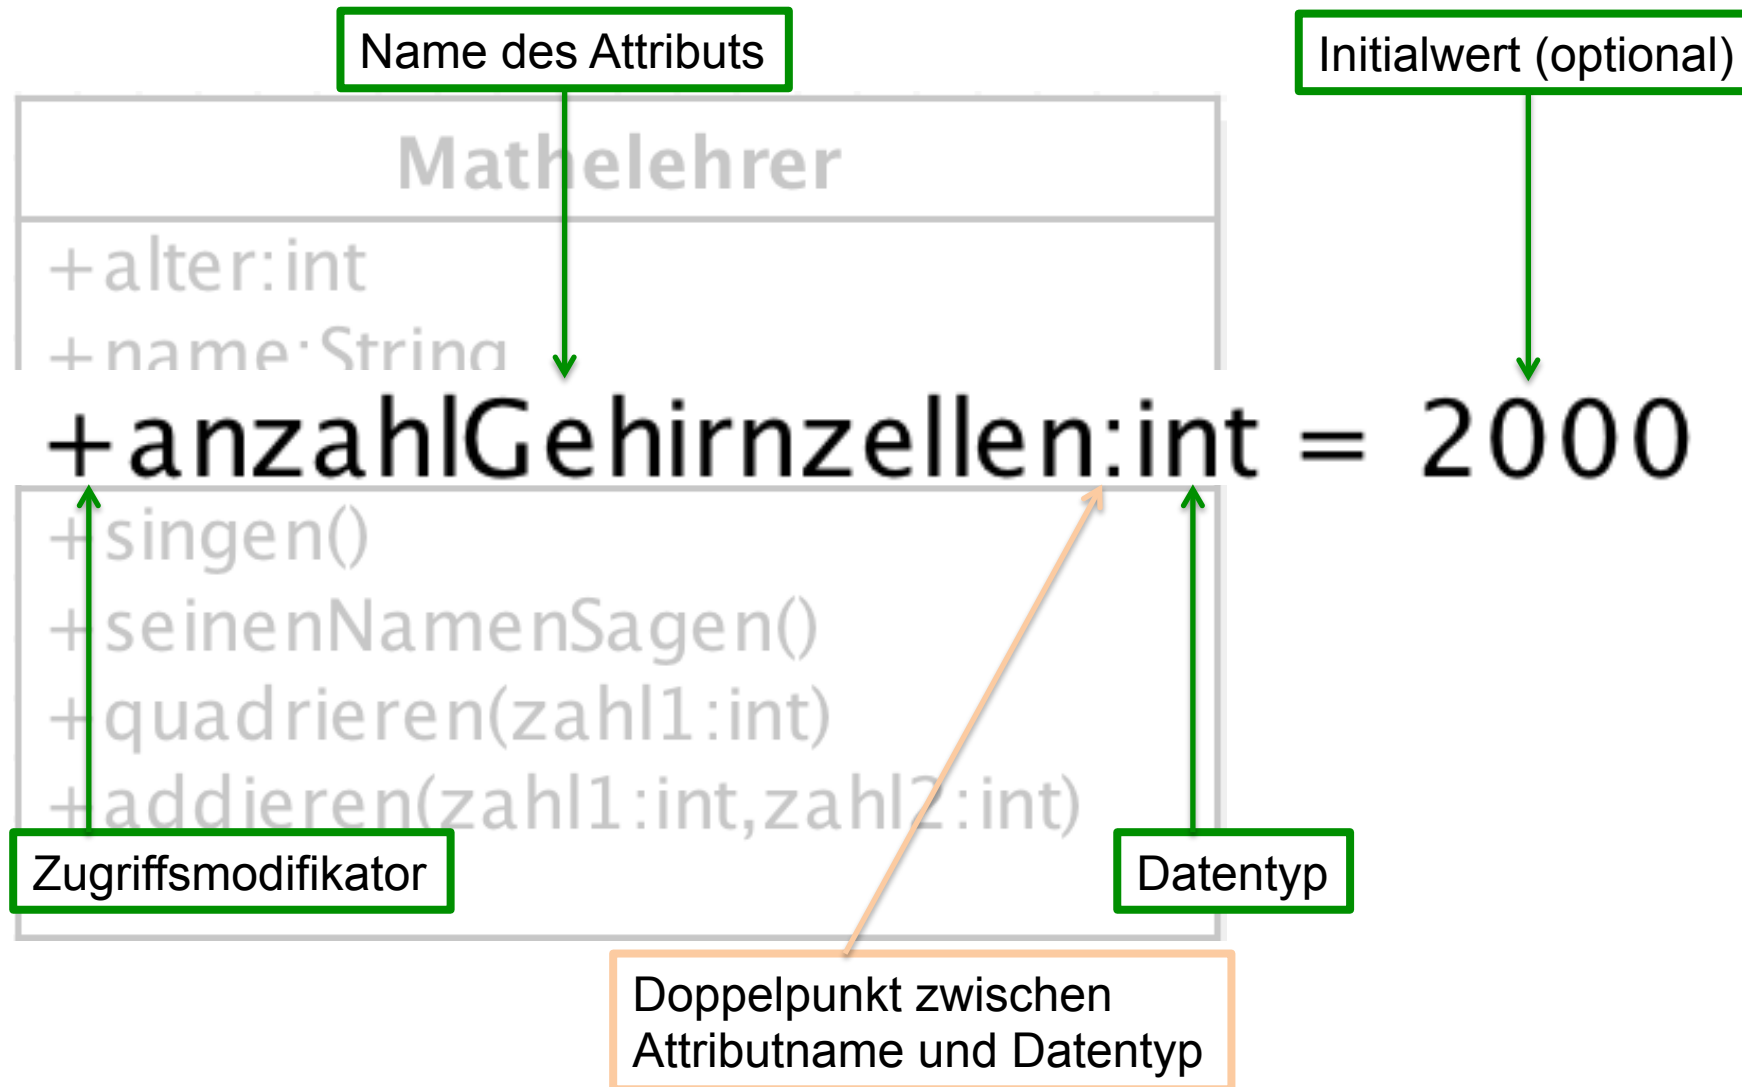 Name des Attributs
Initialwert (optional)
Mathelehrer
+alter:int
+name:String
+anzahlGehirnzellen:int = 2000
+singen()
+seinenNamenSagen()
+quadrieren(zahl1:int)
+addieren(zahl1:int,zahl2:int)
Zugriffsmodifikator
Datentyp
Doppelpunkt zwischen
Attributname und Datentyp